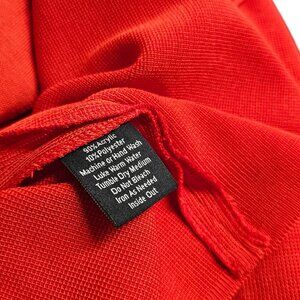 90% Acrylic
10% Polyester
Machine or Hand Wash
Luke Warm Water
Tumble Dry Medium
Do Not Bleach
Iron As Needed
Inside Out